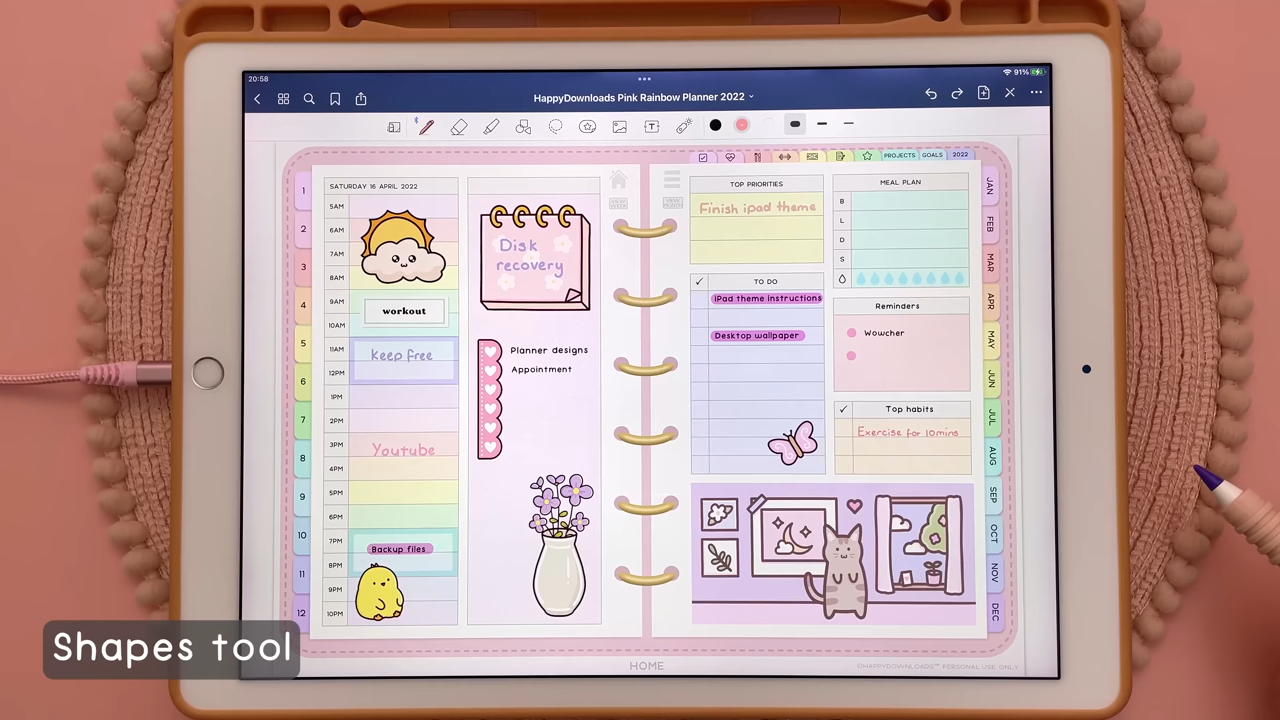 20:58
91%
HappyDownloads Pink Rainbow Planner 2022
T
PROJECTS
GOALS
2022
1
2
3
4
5
6
7
8
9
10
11
12
SATURDAY 16 APRIL 2022
5AM
6AM
7AM
8AM
9AM
workout
10AM
11AM
Keep free
12PM
1PM
2PM
3PM
Youtube
4PM
5PM
6PM
7PM
Backup files
8PM
9PM
10PM
Disk
recovery
Planner designs
Appointment
TOP PRIORITIES
Finish ipad theme
TO DO
iPad theme instructions
Desktop wallpaper
MEAL PLAN
B
L
D
S
Reminders
Woucher
Top habits
Exercise for 10mins
JAN
FEB
MAR
APR
MAY
JUN
JUL
AUG
SEP
OCT
NOV
DEC
HOME
©HAPPYDOWNLOADS™ PERSONAL USE ONLY
Shapes tool